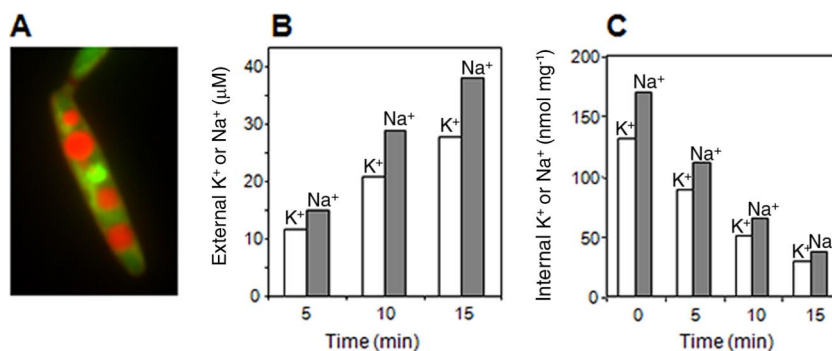 A
B
C
External K⁺ or Na⁺ (μM)
40
30
20
10
0
K⁺
Na⁺
K⁺
Na⁺
K⁺
Na⁺
5
10
15
Time (min)
Internal K⁺ or Na⁺ (nmol mg⁻¹)
200
150
100
50
0
K⁺
Na⁺
K⁺
Na⁺
K⁺
Na⁺
K⁺
Na
0
5
10
15
Time (min)